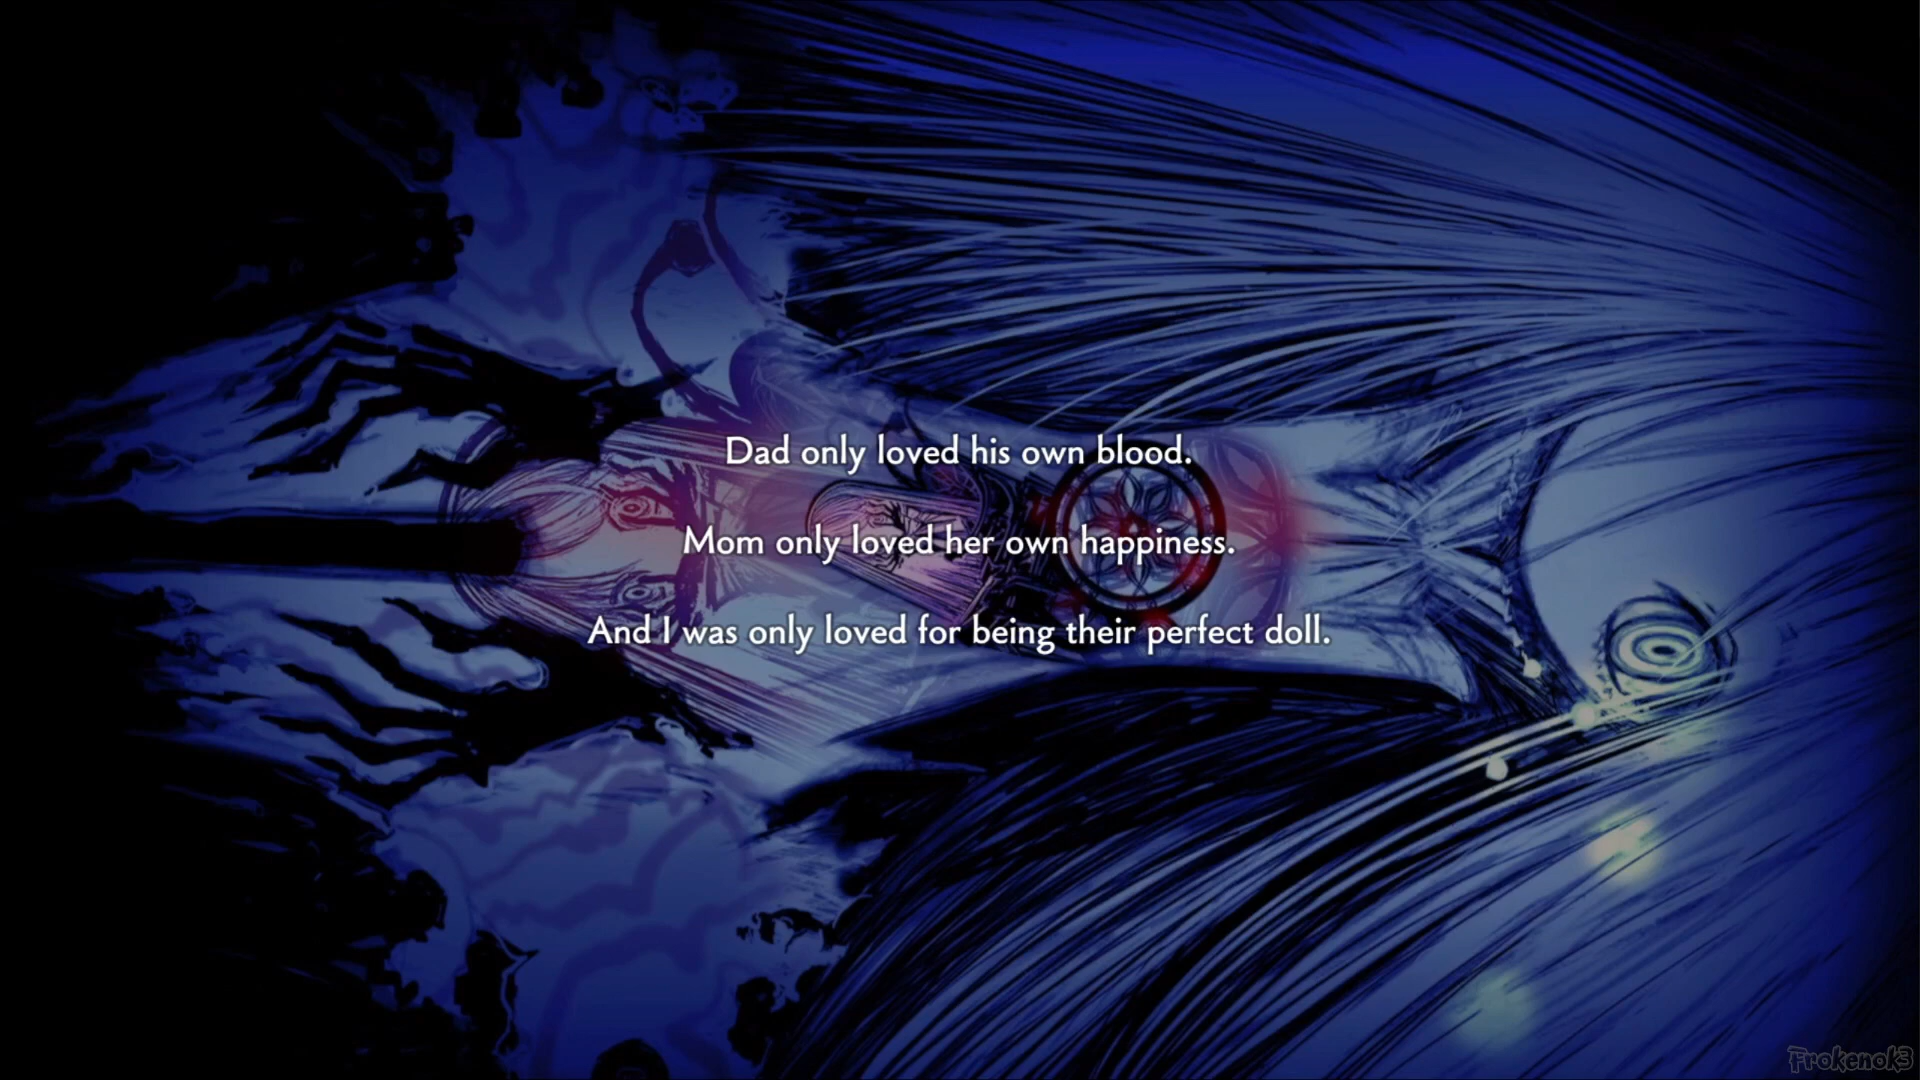 Dad only loved his own blood.
Mom only loved her own happiness.
And I was only loved for being their perfect doll.
Frokenok3